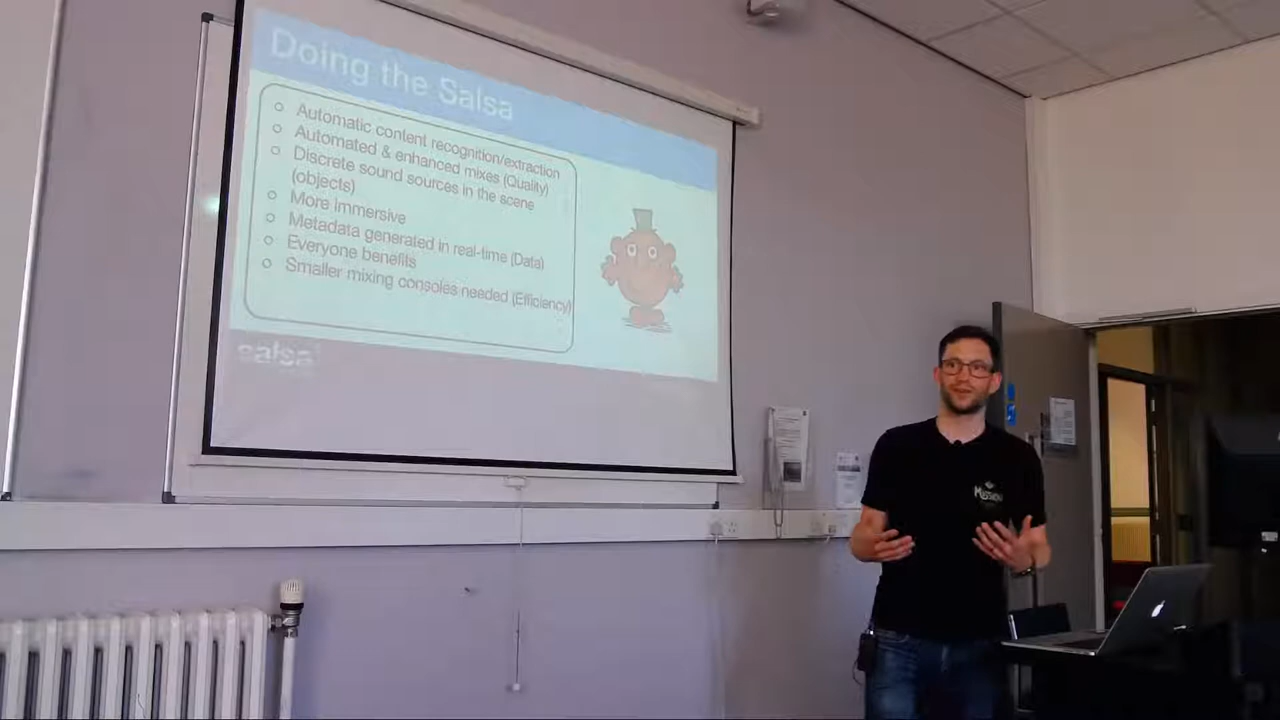 Doing the Salsa
Automatic content recognition/extraction
Automated & enhanced mixes (Quality)
Discrete sound sources in the scene
(objects)
More immersive
Metadata generated in real-time (Data)
Everyone benefits
Smaller mixing consoles needed (Efficiency)
salsa